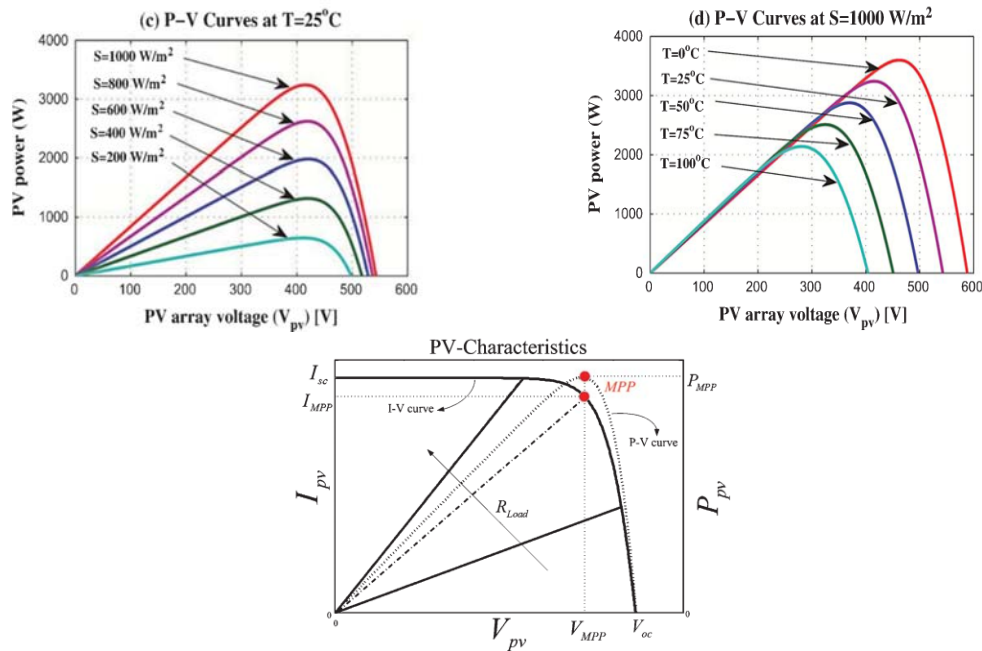 (c) P–V Curves at T=25°C
4000
3000
2000
1000
0
PV power (W)
S=1000 W/m²
S=800 W/m²
S=600 W/m²
S=400 W/m²
S=200 W/m²
0 100 200 300 400 500 600
PV array voltage (Vpv) [V]
(d) P–V Curves at S=1000 W/m²
4000
3000
2000
1000
0
PV power (W)
T=0°C
T=25°C
T=50°C
T=75°C
T=100°C
0 100 200 300 400 500 600
PV array voltage (Vpv) [V]
PV-Characteristics
Isc
IMPP
I-V curve
MPP
PMPP
P-V curve
Ipv
RLoad
Ppv
0
0
0
Vpv
VMPP
Voc